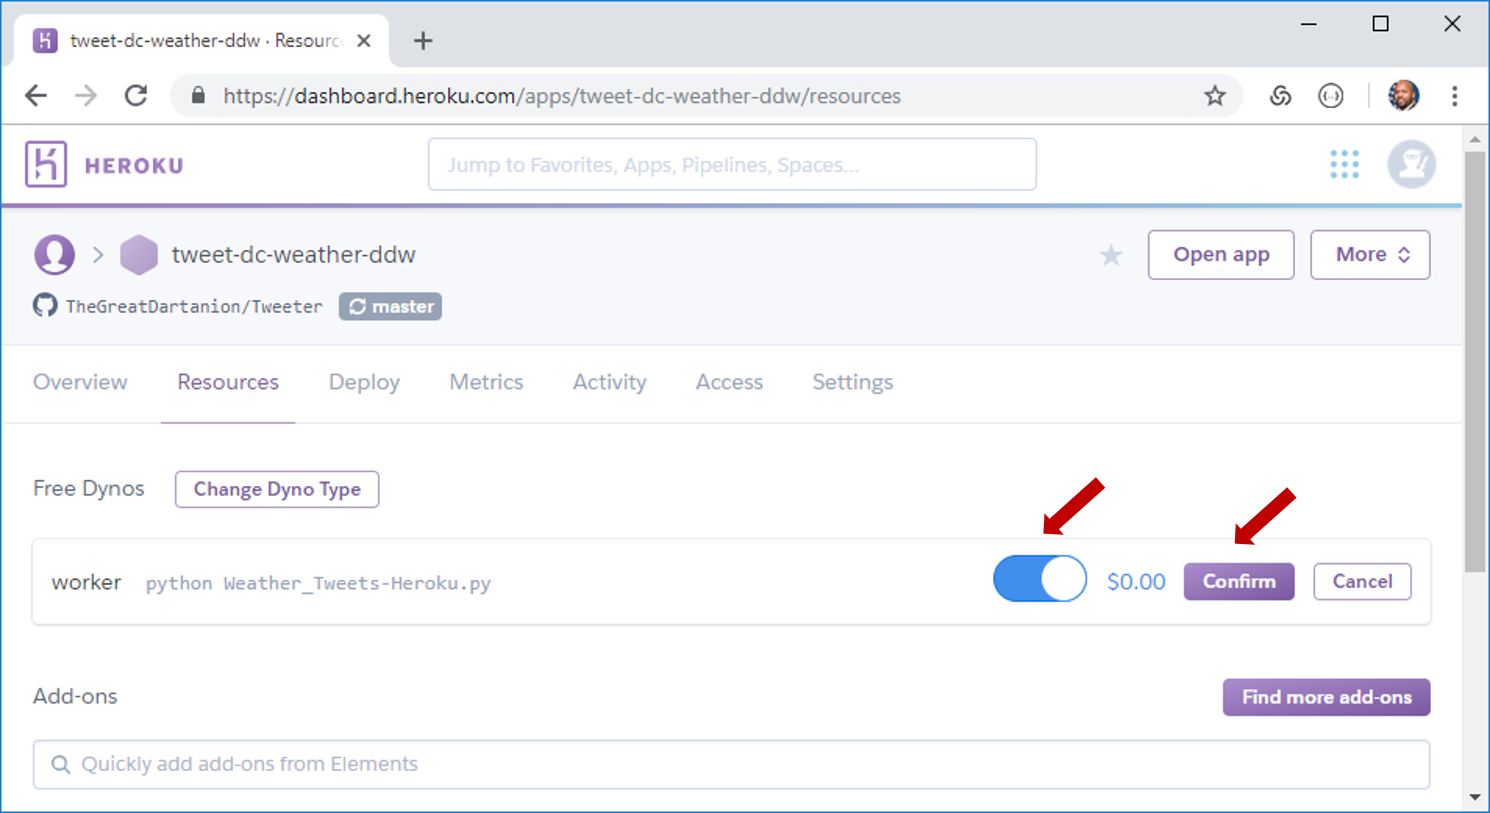 tweet-dc-weather-ddw · Resourc
https://dashboard.heroku.com/apps/tweet-dc-weather-ddw/resources
HEROKU
Jump to Favorites, Apps, Pipelines, Spaces...
tweet-dc-weather-ddw
Open app
More
TheGreatDartanion/Tweeter
master
Overview
Resources
Deploy
Metrics
Activity
Access
Settings
Free Dynos
Change Dyno Type
worker
python Weather_Tweets-Heroku.py
$0.00
Confirm
Cancel
Add-ons
Find more add-ons
Quickly add add-ons from Elements